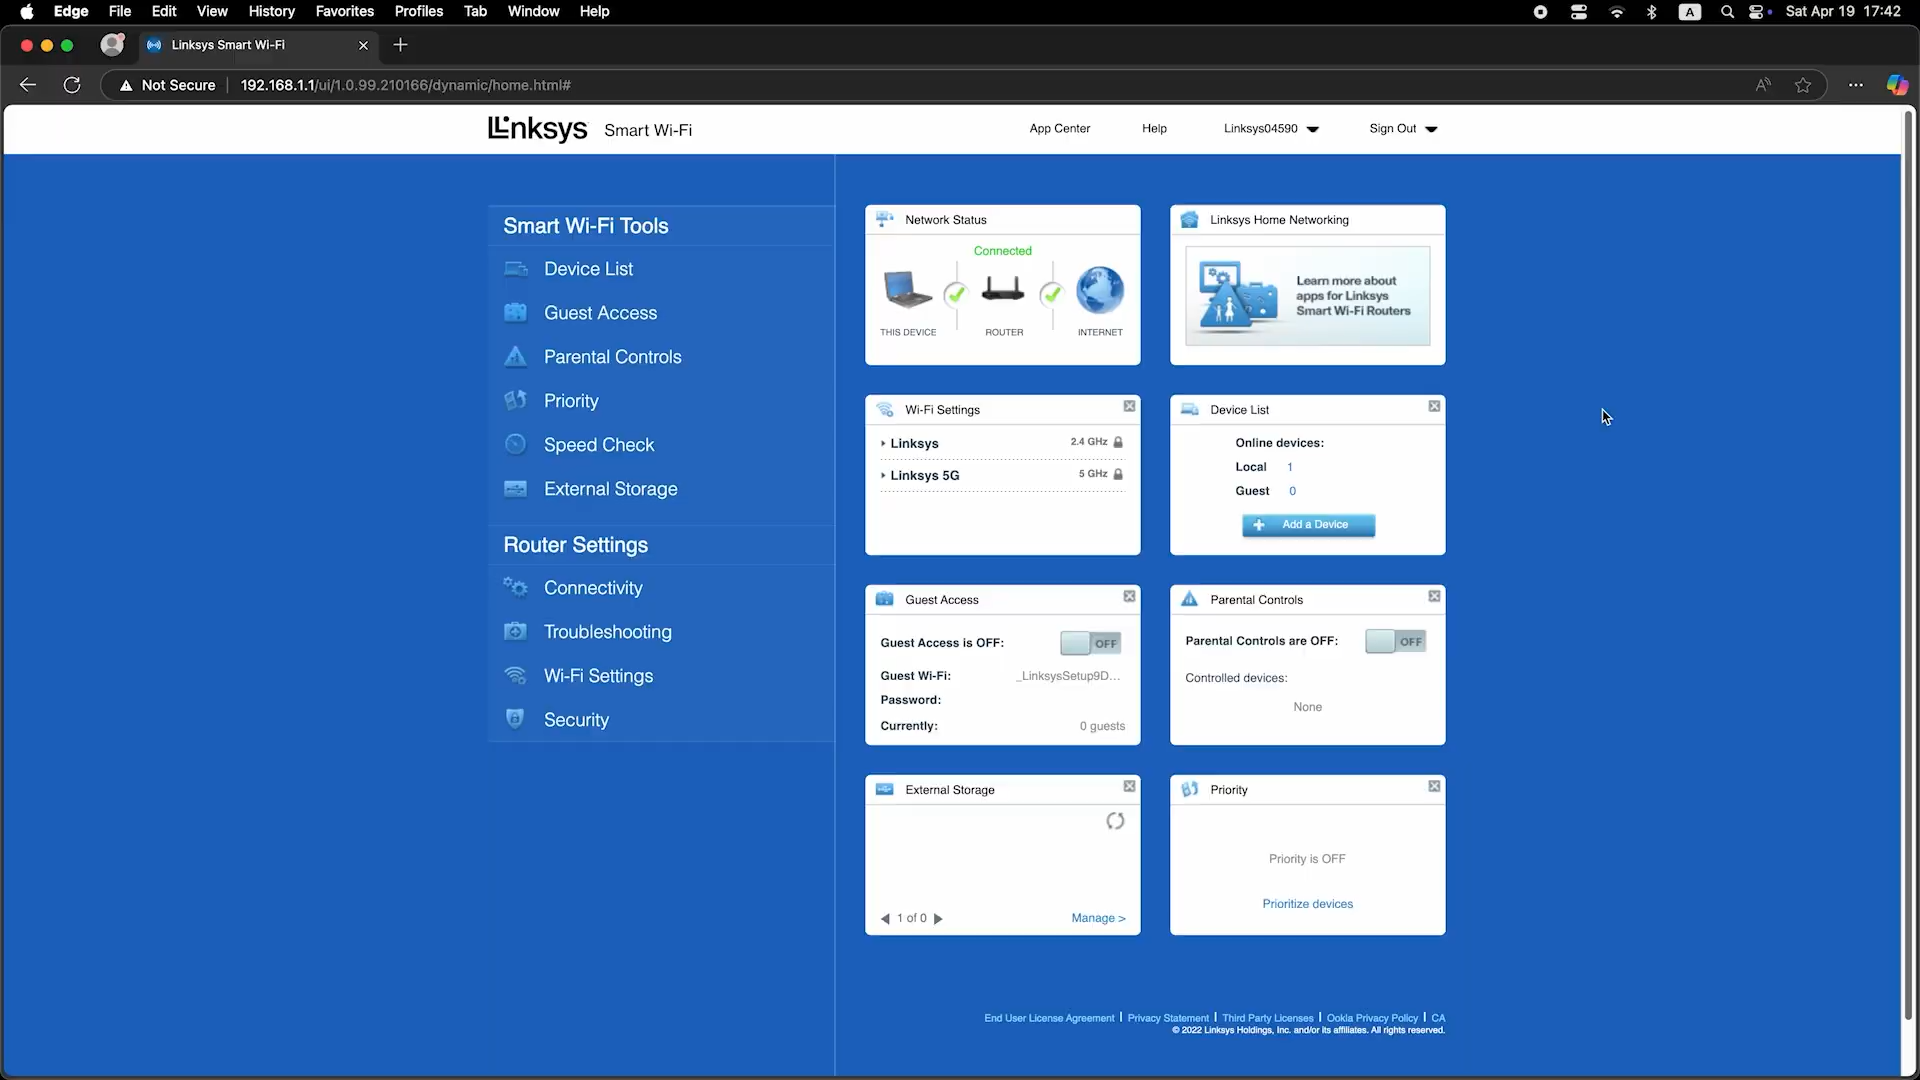 Edge File Edit View History Favorites Profiles Tab Window Help A Sat Apr 19 17:42
Linksys Smart Wi-Fi
Not Secure 192.168.1.1/ui/1.0.99.210166/dynamic/home.html#
Linksys Smart Wi-Fi App Center Help Linksys04590 Sign Out
Smart Wi-Fi Tools
Device List
Guest Access
Parental Controls
Priority
Speed Check
External Storage
Router Settings
Connectivity
Troubleshooting
Wi-Fi Settings
Security
Network Status
Connected
THIS DEVICE ROUTER INTERNET
Linksys Home Networking
Learn more about
apps for Linksys
Smart Wi-Fi Routers
Wi-Fi Settings
Linksys 2.4 GHz
Linksys 5G 5 GHz
Device List
Online devices:
Local 1
Guest 0
Add a Device
Guest Access
Guest Access is OFF: OFF
Guest Wi-Fi: _LinksysSetup9D...
Password:
Currently: 0 guests
Parental Controls
Parental Controls are OFF: OFF
Controlled devices:
None
External Storage
1 of 0 Manage >
Priority
Priority is OFF
Prioritize devices
End User License Agreement | Privacy Statement | Third Party Licenses | Ookla Privacy Policy | CA
© 2022 Linksys Holdings, Inc. and/or its affiliates. All rights reserved.